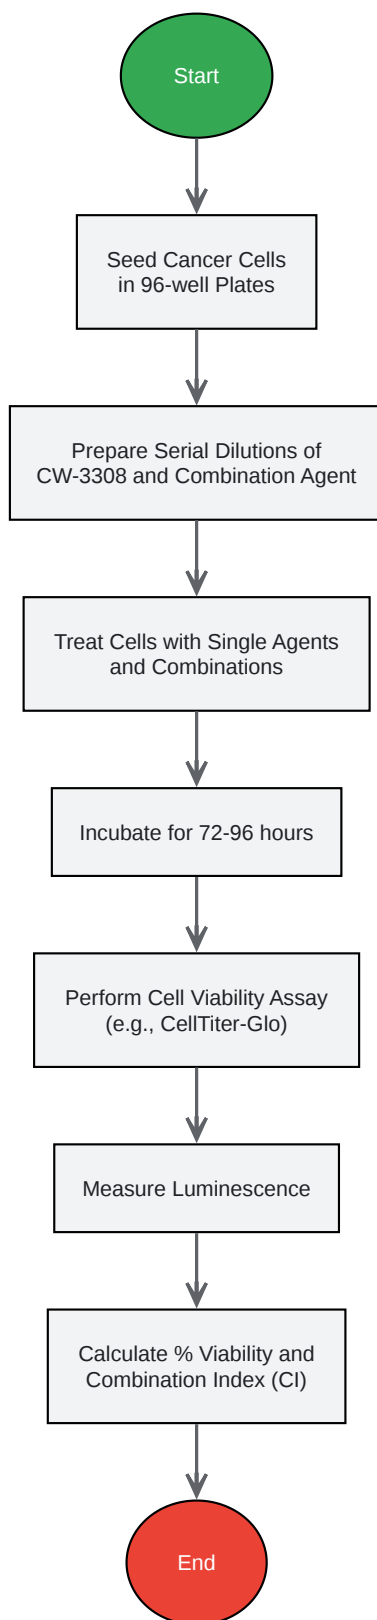 Start
Seed Cancer Cells
in 96-well Plates
Prepare Serial Dilutions of
CW-3308 and Combination Agent
Treat Cells with Single Agents
and Combinations
Incubate for 72-96 hours
Perform Cell Viability Assay
(e.g., CellTiter-Glo)
Measure Luminescence
Calculate % Viability and
Combination Index (CI)
End